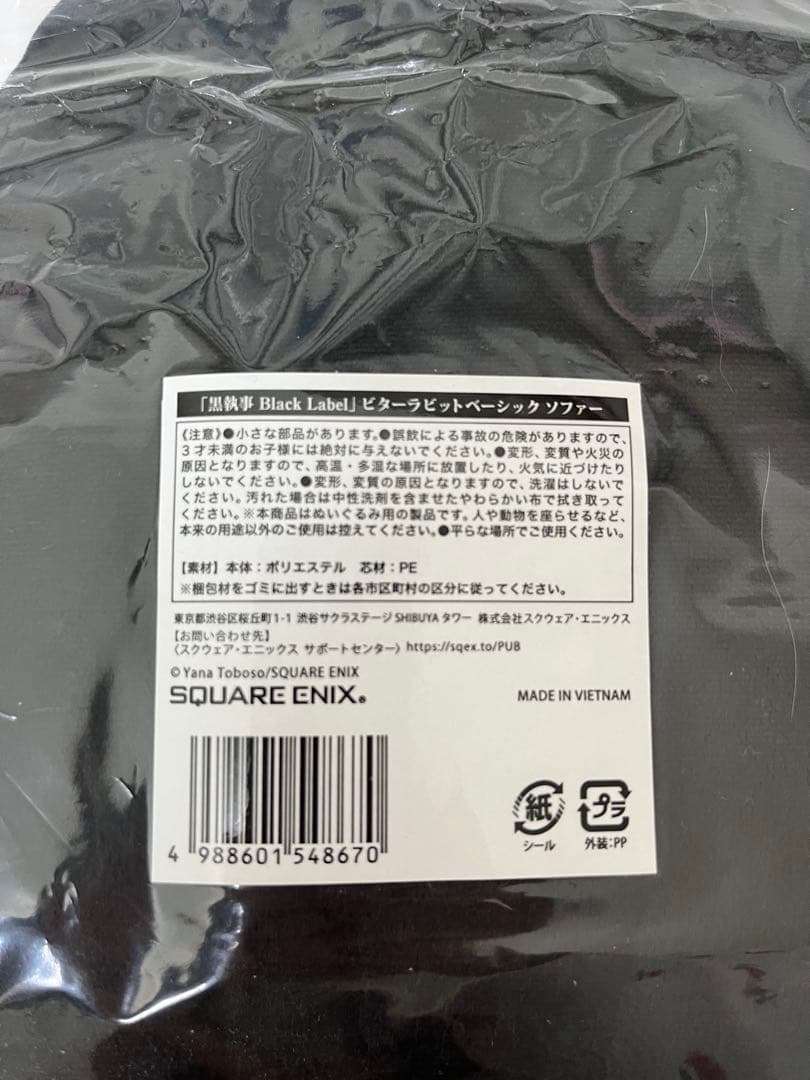 「黒執事 Black Label」ビターラビットベーシック ソファー
《注意》●小さな部品があります。●誤飲による事故の危険がありますので、
3才未満のお子様には絶対に与えないでください。●変形、変質や火災の
原因となりますので、高温・多湿な場所に放置したり、火気に近づけたり
しないでください。●変形、変質の原因となりますので、洗濯はしないで
ください。汚れた場合は中性洗剤を含ませたやわらかい布で拭き取って
ください。※本商品はぬいぐるみ用の製品です。人や動物を座らせるなど、
本来の用途以外のご使用は控えてください。●平らな場所でご使用ください。
【素材】本体：ポリエステル 芯材：PE
※梱包材をゴミに出すときは各市区町村の区分に従ってください。
東京都渋谷区桜丘町1-1 渋谷サクラステージ SHIBUYA タワー 株式会社スクウェア・エニックス
【お問い合わせ先】
〈スクウェア・エニックス サポートセンター〉 https://sqex.to/PUB
© Yana Toboso/SQUARE ENIX
SQUARE ENIX®
MADE IN VIETNAM
4 988601 548670
紙
シール
プラ
外装：PP